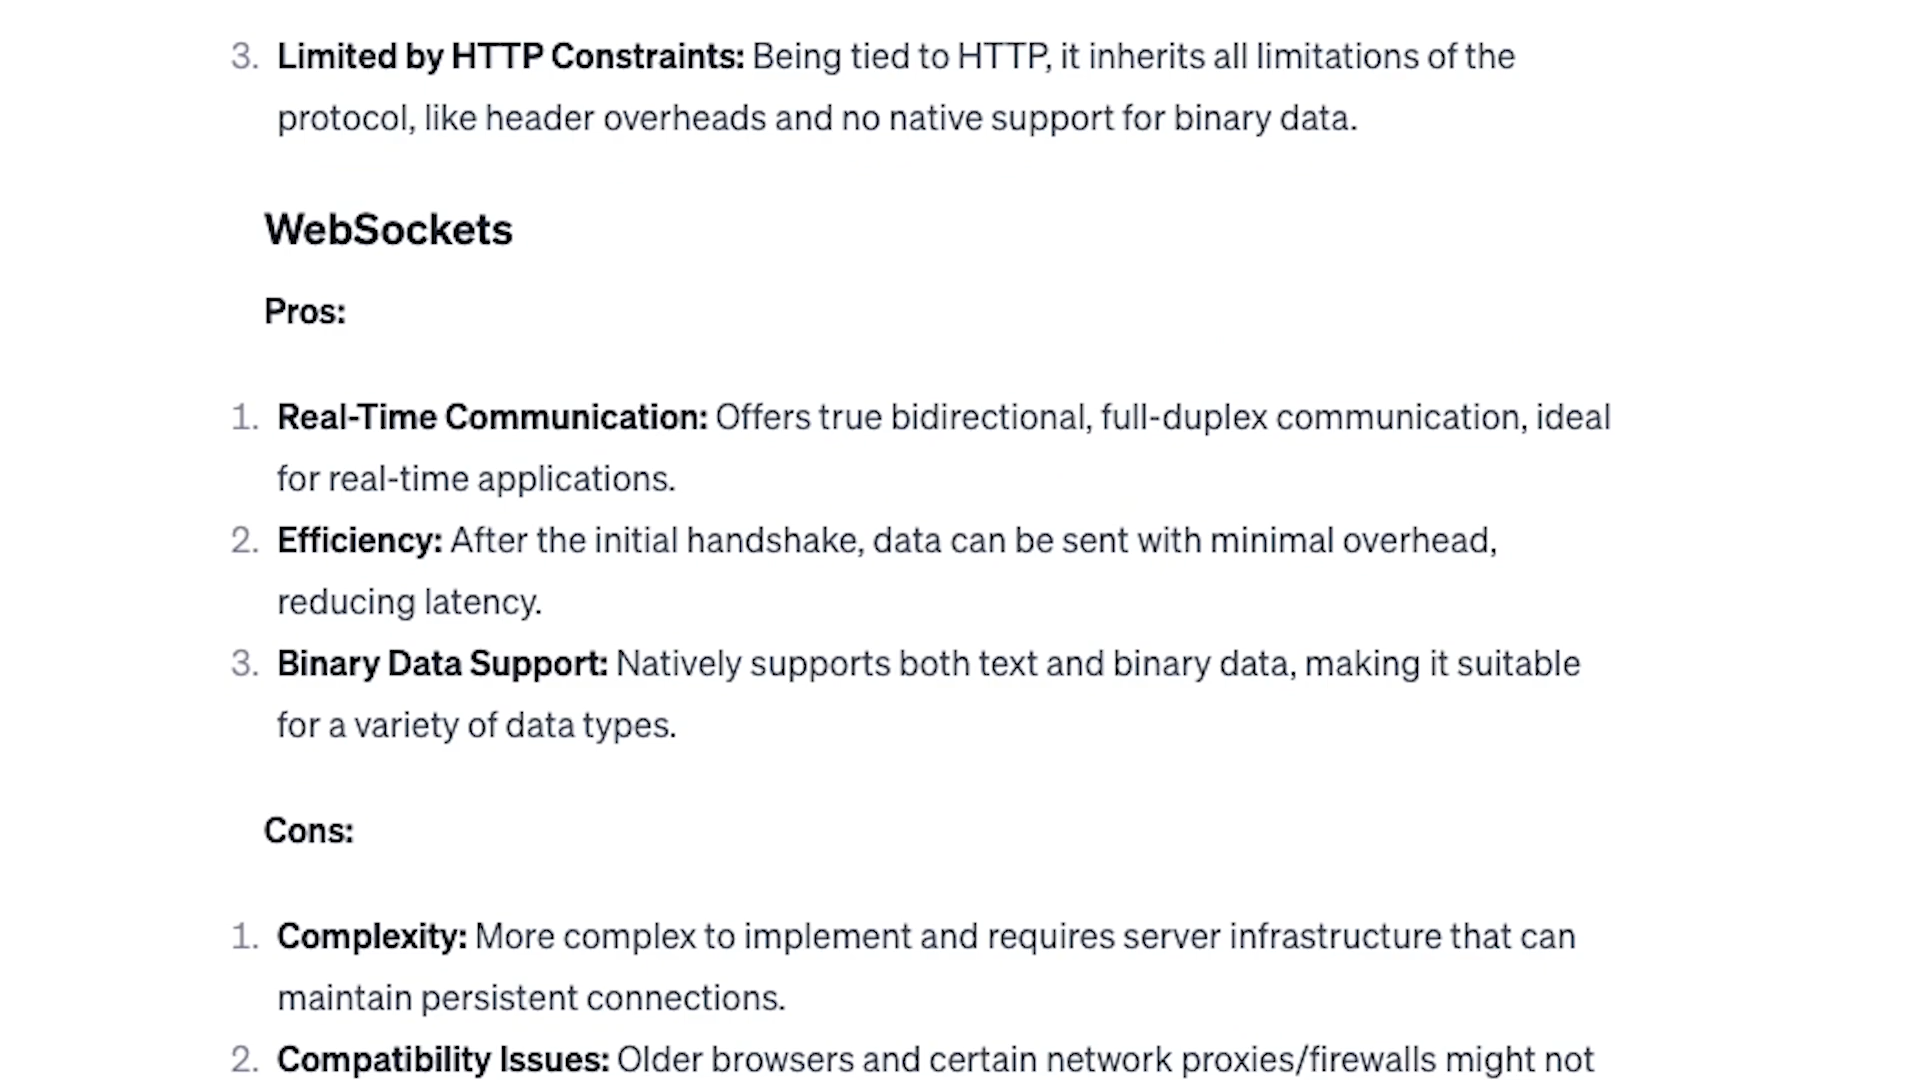 3. Limited by HTTP Constraints: Being tied to HTTP, it inherits all limitations of the
protocol, like header overheads and no native support for binary data.
WebSockets
Pros:
1. Real-Time Communication: Offers true bidirectional, full-duplex communication, ideal
for real-time applications.
2. Efficiency: After the initial handshake, data can be sent with minimal overhead,
reducing latency.
3. Binary Data Support: Natively supports both text and binary data, making it suitable
for a variety of data types.
Cons:
1. Complexity: More complex to implement and requires server infrastructure that can
maintain persistent connections.
2. Compatibility Issues: Older browsers and certain network proxies/firewalls might not